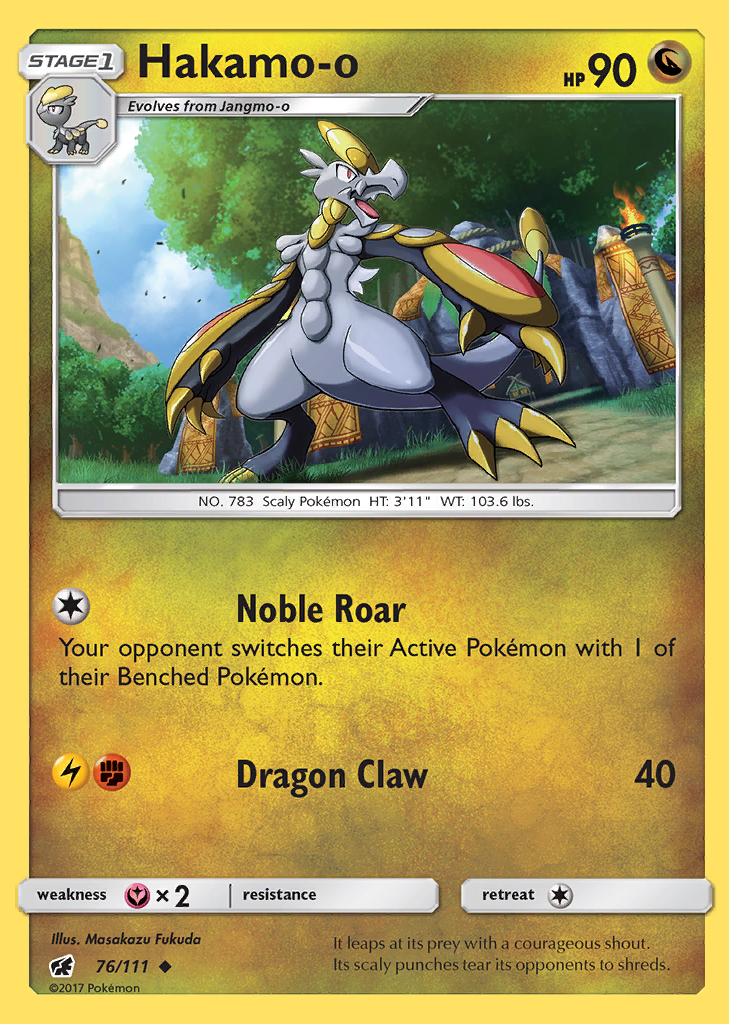 STAGE1
Hakamo-o
HP 90
Evolves from Jangmo-o
NO. 783 Scaly Pokémon HT: 3'11" WT: 103.6 lbs.
Noble Roar
Your opponent switches their Active Pokémon with 1 of
their Benched Pokémon.
Dragon Claw 40
weakness × 2 resistance retreat
Illus. Masakazu Fukuda
76/111
©2017 Pokémon
It leaps at its prey with a courageous shout.
Its scaly punches tear its opponents to shreds.